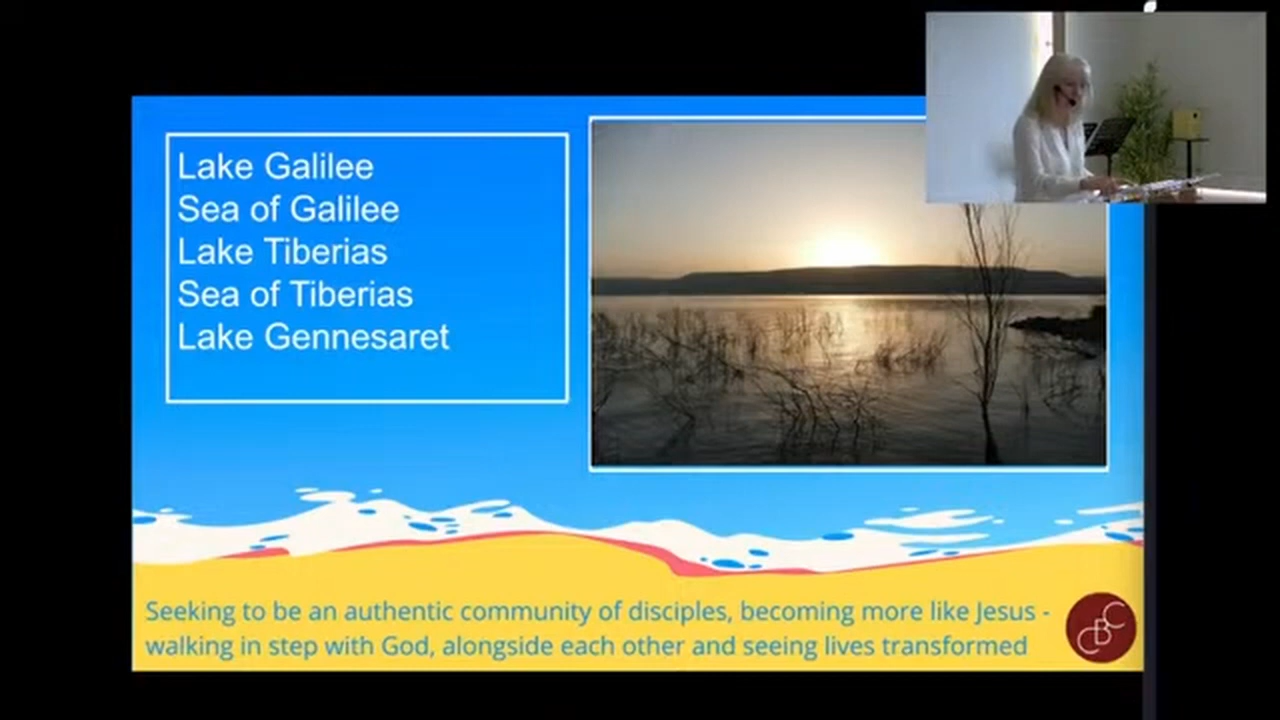 Lake Galilee
Sea of Galilee
Lake Tiberias
Sea of Tiberias
Lake Gennesaret
Seeking to be an authentic community of disciples, becoming more like Jesus -
walking in step with God, alongside each other and seeing lives transformed
CBC